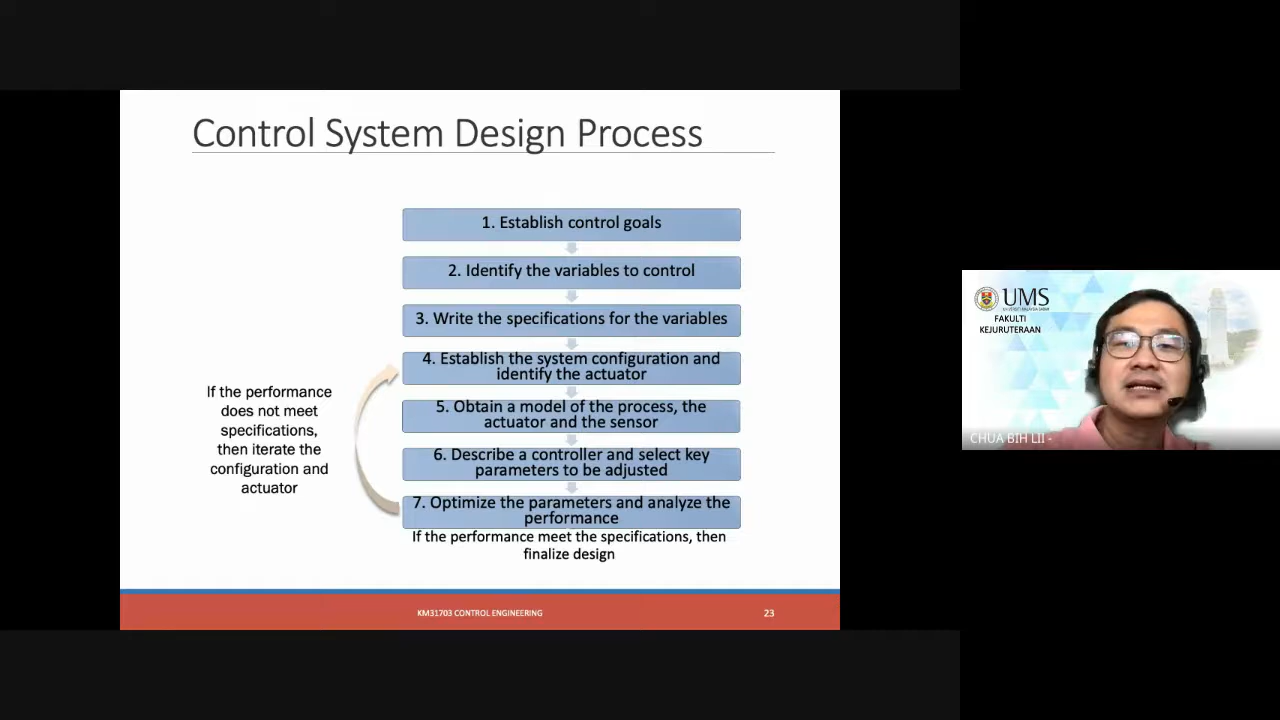 Control System Design Process
1. Establish control goals
2. Identify the variables to control
3. Write the specifications for the variables
4. Establish the system configuration and
identify the actuator
5. Obtain a model of the process, the
actuator and the sensor
6. Describe a controller and select key
parameters to be adjusted
7. Optimize the parameters and analyze the
performance
If the performance meet the specifications, then
finalize design
If the performance
does not meet
specifications,
then iterate the
configuration and
actuator
KM31703 CONTROL ENGINEERING
23
UMS
UNIVERSITI MALAYSIA SABAH
FAKULTI
KEJURUTERAAN
CHUA BIH LII -